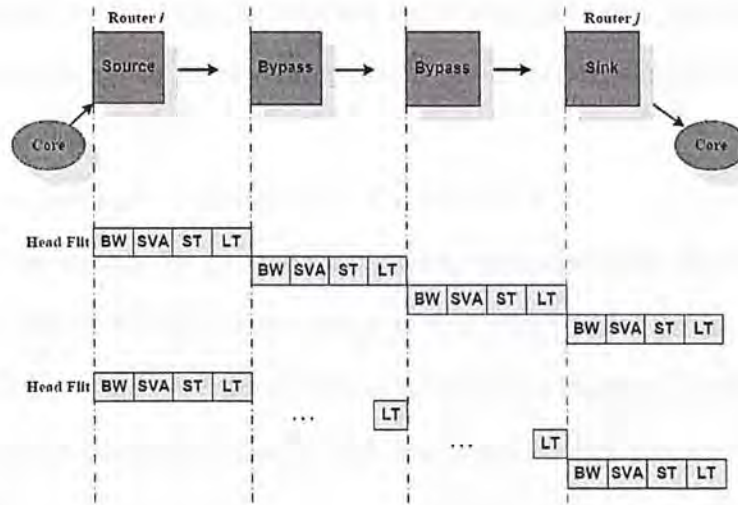 Router i
Router j
Source
Bypass
Bypass
Sink
Core
Core
Head Flit
BW SVA ST LT
BW SVA ST LT
BW SVA ST LT
BW SVA ST LT
Head Flit
BW SVA ST LT
... LT
... LT
BW SVA ST LT